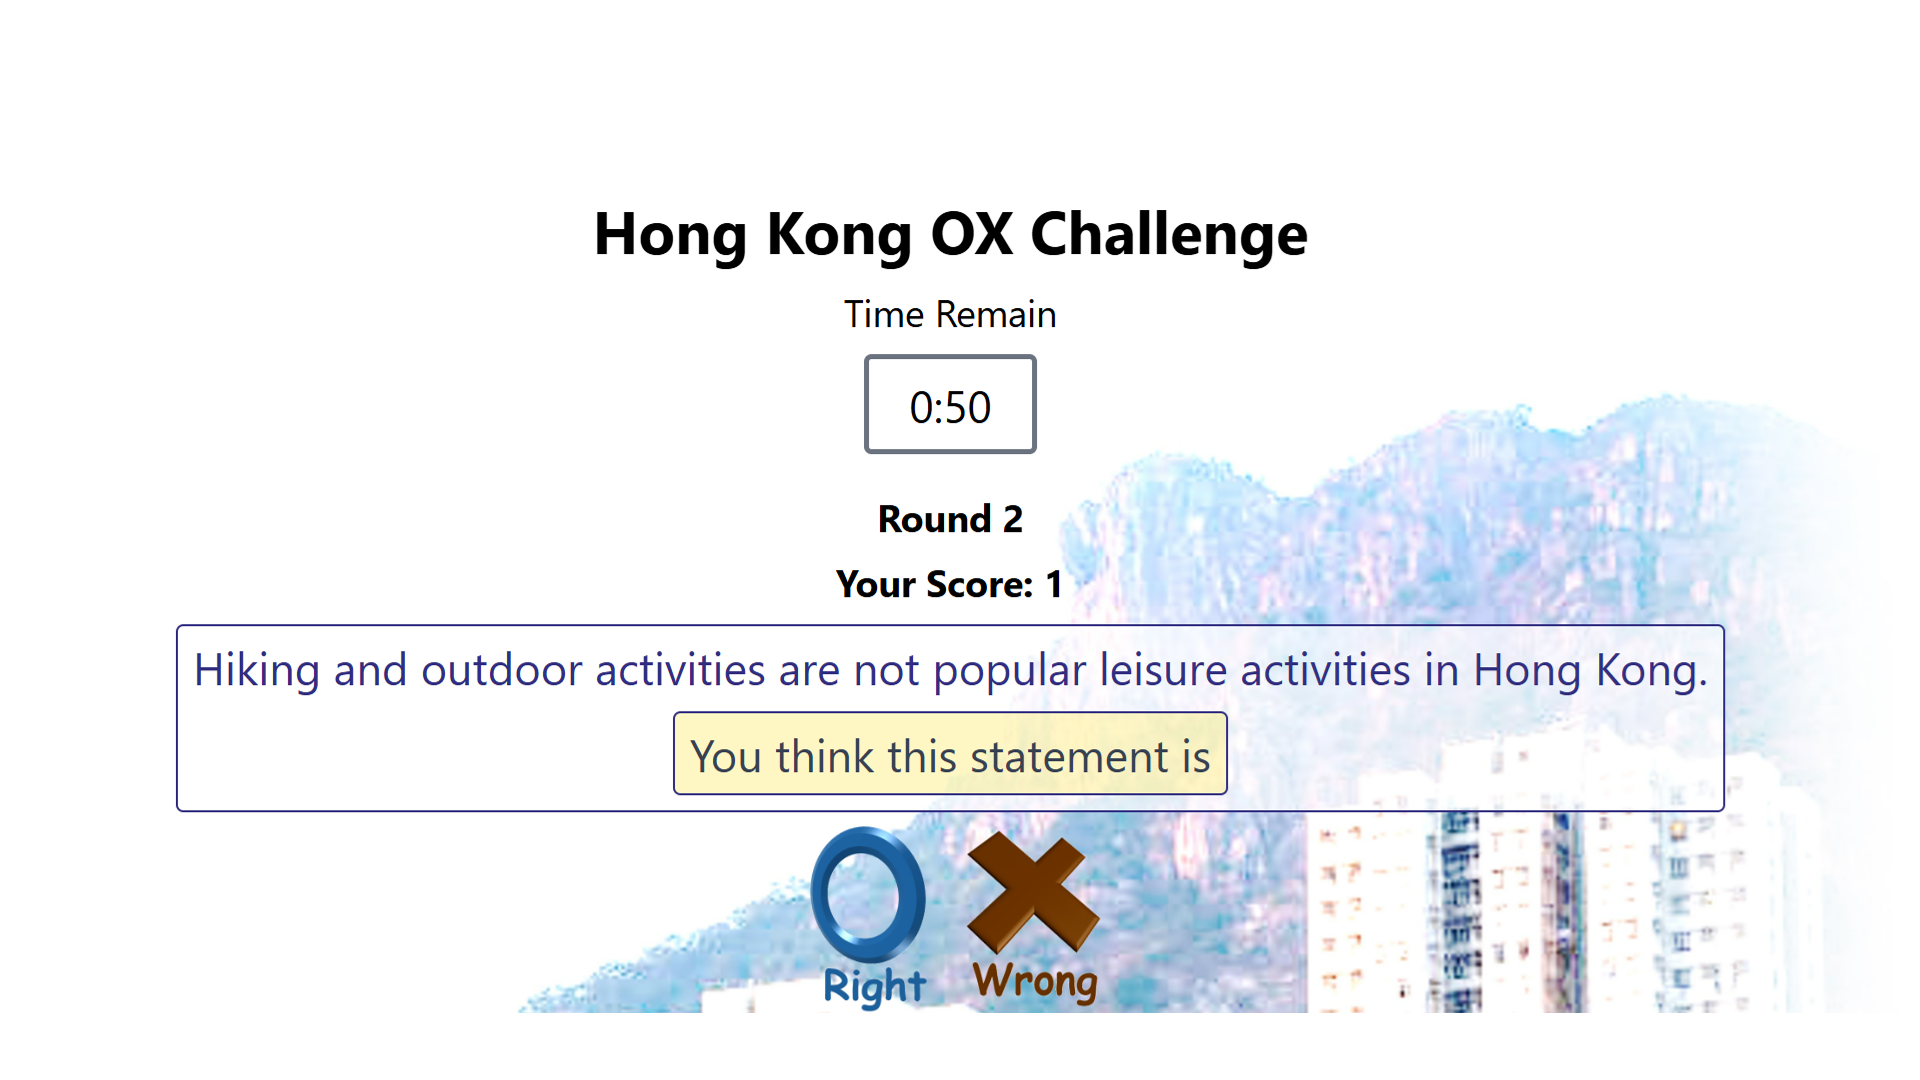 Hong Kong OX Challenge
Time Remain
0:50
Round 2
Your Score: 1
Hiking and outdoor activities are not popular leisure activities in Hong Kong.
You think this statement is
Right
Wrong